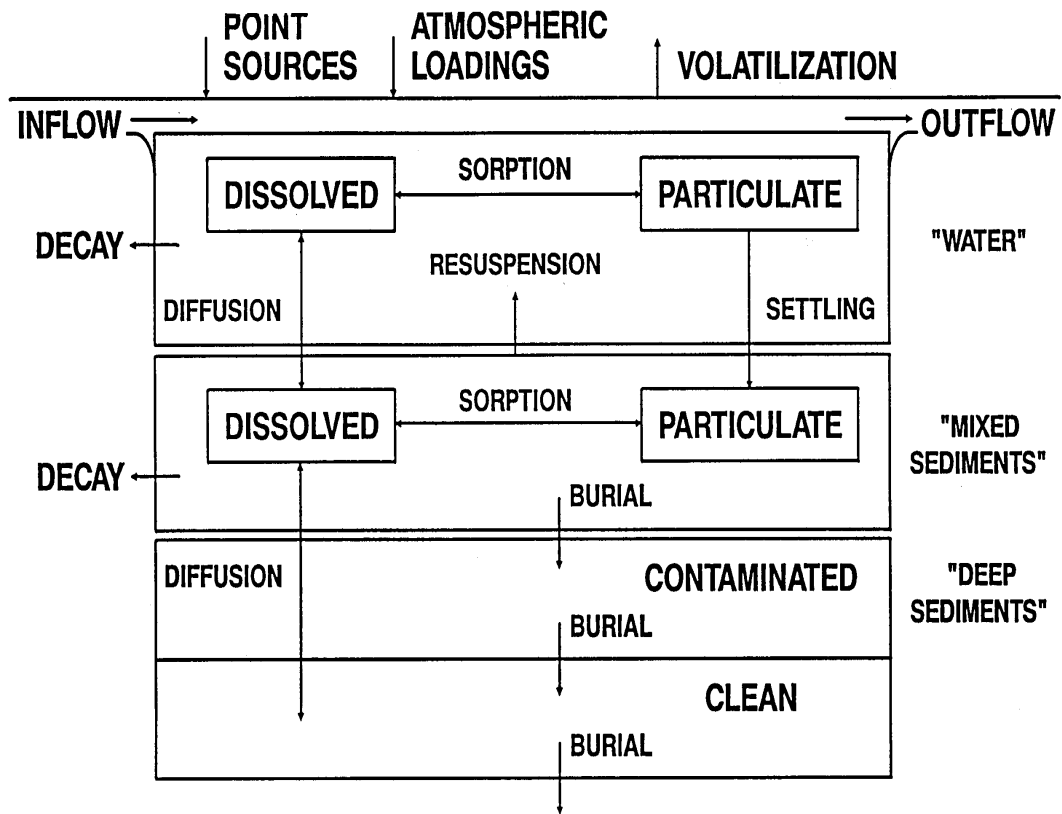 POINT
SOURCES
ATMOSPHERIC
LOADINGS
VOLATILIZATION
INFLOW
OUTFLOW
DISSOLVED
SORPTION
PARTICULATE
DECAY
"WATER"
RESUSPENSION
DIFFUSION
SETTLING
DISSOLVED
SORPTION
PARTICULATE
"MIXED
SEDIMENTS"
DECAY
BURIAL
DIFFUSION
CONTAMINATED
"DEEP
SEDIMENTS"
BURIAL
CLEAN
BURIAL